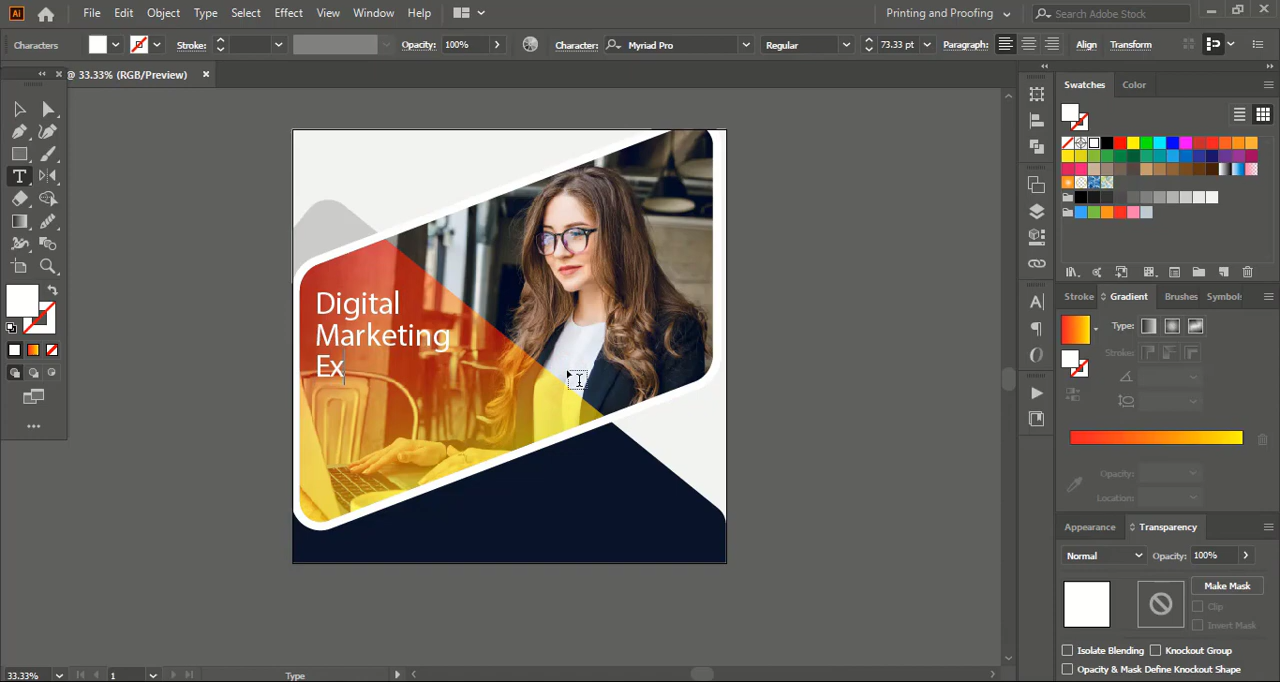 Ai File Edit Object Type Select Effect View Window Help Printing and Proofing Search Adobe Stock
Characters Stroke: Opacity: 100% Character: Myriad Pro Regular 73.33 pt Paragraph: Align Transform
@ 33.33% (RGB/Preview) ×
Swatches Color
Digital
Marketing
Ex
Stroke Gradient Brushes Symbols
Type:
Stroke:
Opacity:
Location:
Appearance Transparency
Normal Opacity: 100%
Make Mask
Clip
Invert Mask
Isolate Blending Knockout Group
Opacity & Mask Define Knockout Shape
33.33% 1 Type